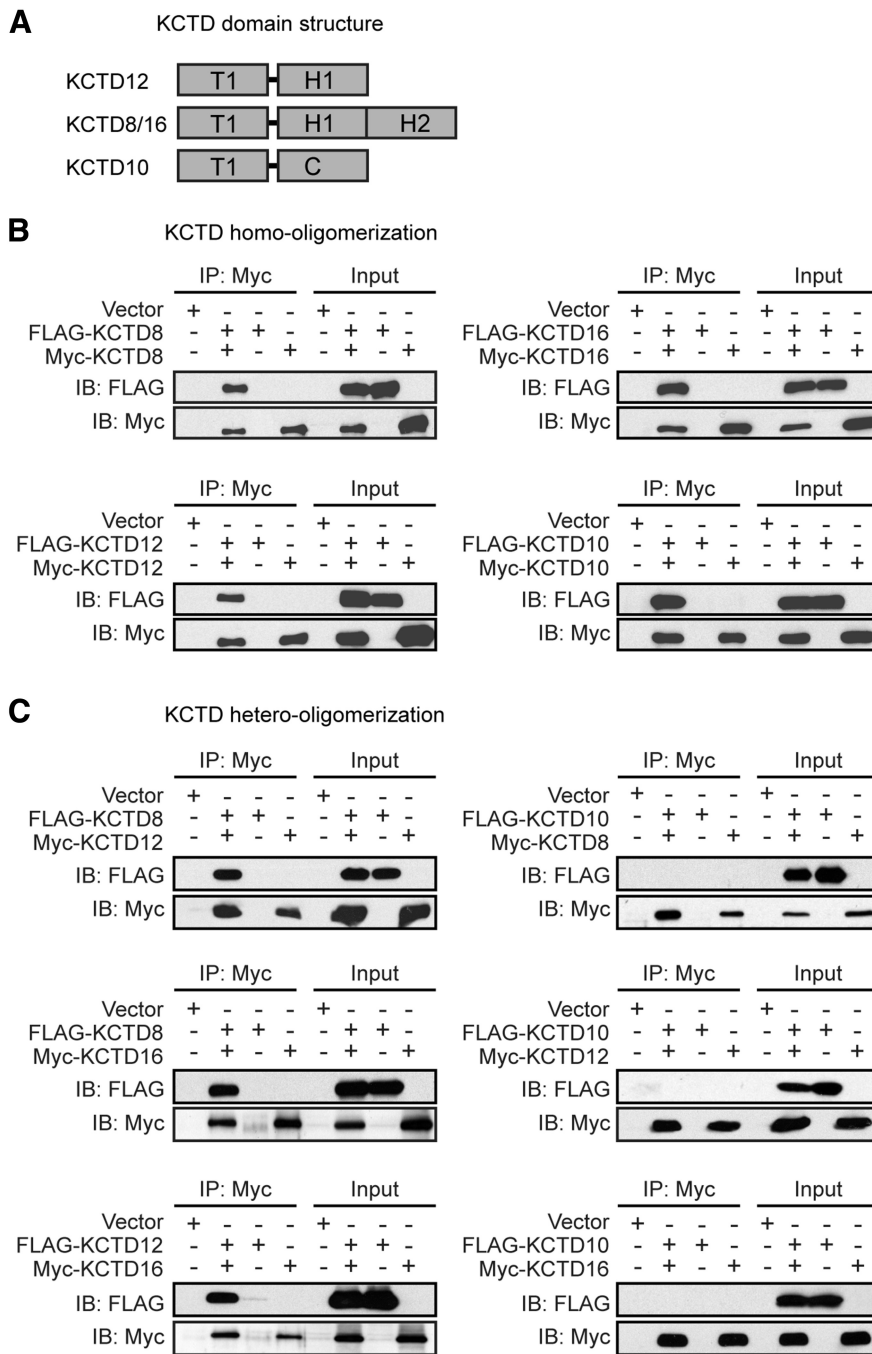 A
KCTD domain structure
KCTD12 T1 H1
KCTD8/16 T1 H1 H2
KCTD10 T1 C
B
KCTD homo-oligomerization
IP: Myc Input
Vector + - - - + - - -
FLAG-KCTD8 - + + - - + + -
Myc-KCTD8 - + - + - + - +
IB: FLAG
IB: Myc
IP: Myc Input
Vector + - - - + - - -
FLAG-KCTD16 - + + - - + + -
Myc-KCTD16 - + - + - + - +
IB: FLAG
IB: Myc
IP: Myc Input
Vector + - - - + - - -
FLAG-KCTD12 - + + - - + + -
Myc-KCTD12 - + - + - + - +
IB: FLAG
IB: Myc
IP: Myc Input
Vector + - - - + - - -
FLAG-KCTD10 - + + - - + + -
Myc-KCTD10 - + - + - + - +
IB: FLAG
IB: Myc
C
KCTD hetero-oligomerization
IP: Myc Input
Vector + - - - + - - -
FLAG-KCTD8 - + + - - + + -
Myc-KCTD12 - + - + - + - +
IB: FLAG
IB: Myc
IP: Myc Input
Vector + - - - + - - -
FLAG-KCTD10 - + + - - + + -
Myc-KCTD8 - + - + - + - +
IB: FLAG
IB: Myc
IP: Myc Input
Vector + - - - + - - -
FLAG-KCTD8 - + + - - + + -
Myc-KCTD16 - + - + - + - +
IB: FLAG
IB: Myc
IP: Myc Input
Vector + - - - + - - -
FLAG-KCTD10 - + + - - + + -
Myc-KCTD12 - + - + - + - +
IB: FLAG
IB: Myc
IP: Myc Input
Vector + - - - + - - -
FLAG-KCTD12 - + + - - + + -
Myc-KCTD16 - + - + - + - +
IB: FLAG
IB: Myc
IP: Myc Input
Vector + - - - + - - -
FLAG-KCTD10 - + + - - + + -
Myc-KCTD16 - + - + - + - +
IB: FLAG
IB: Myc